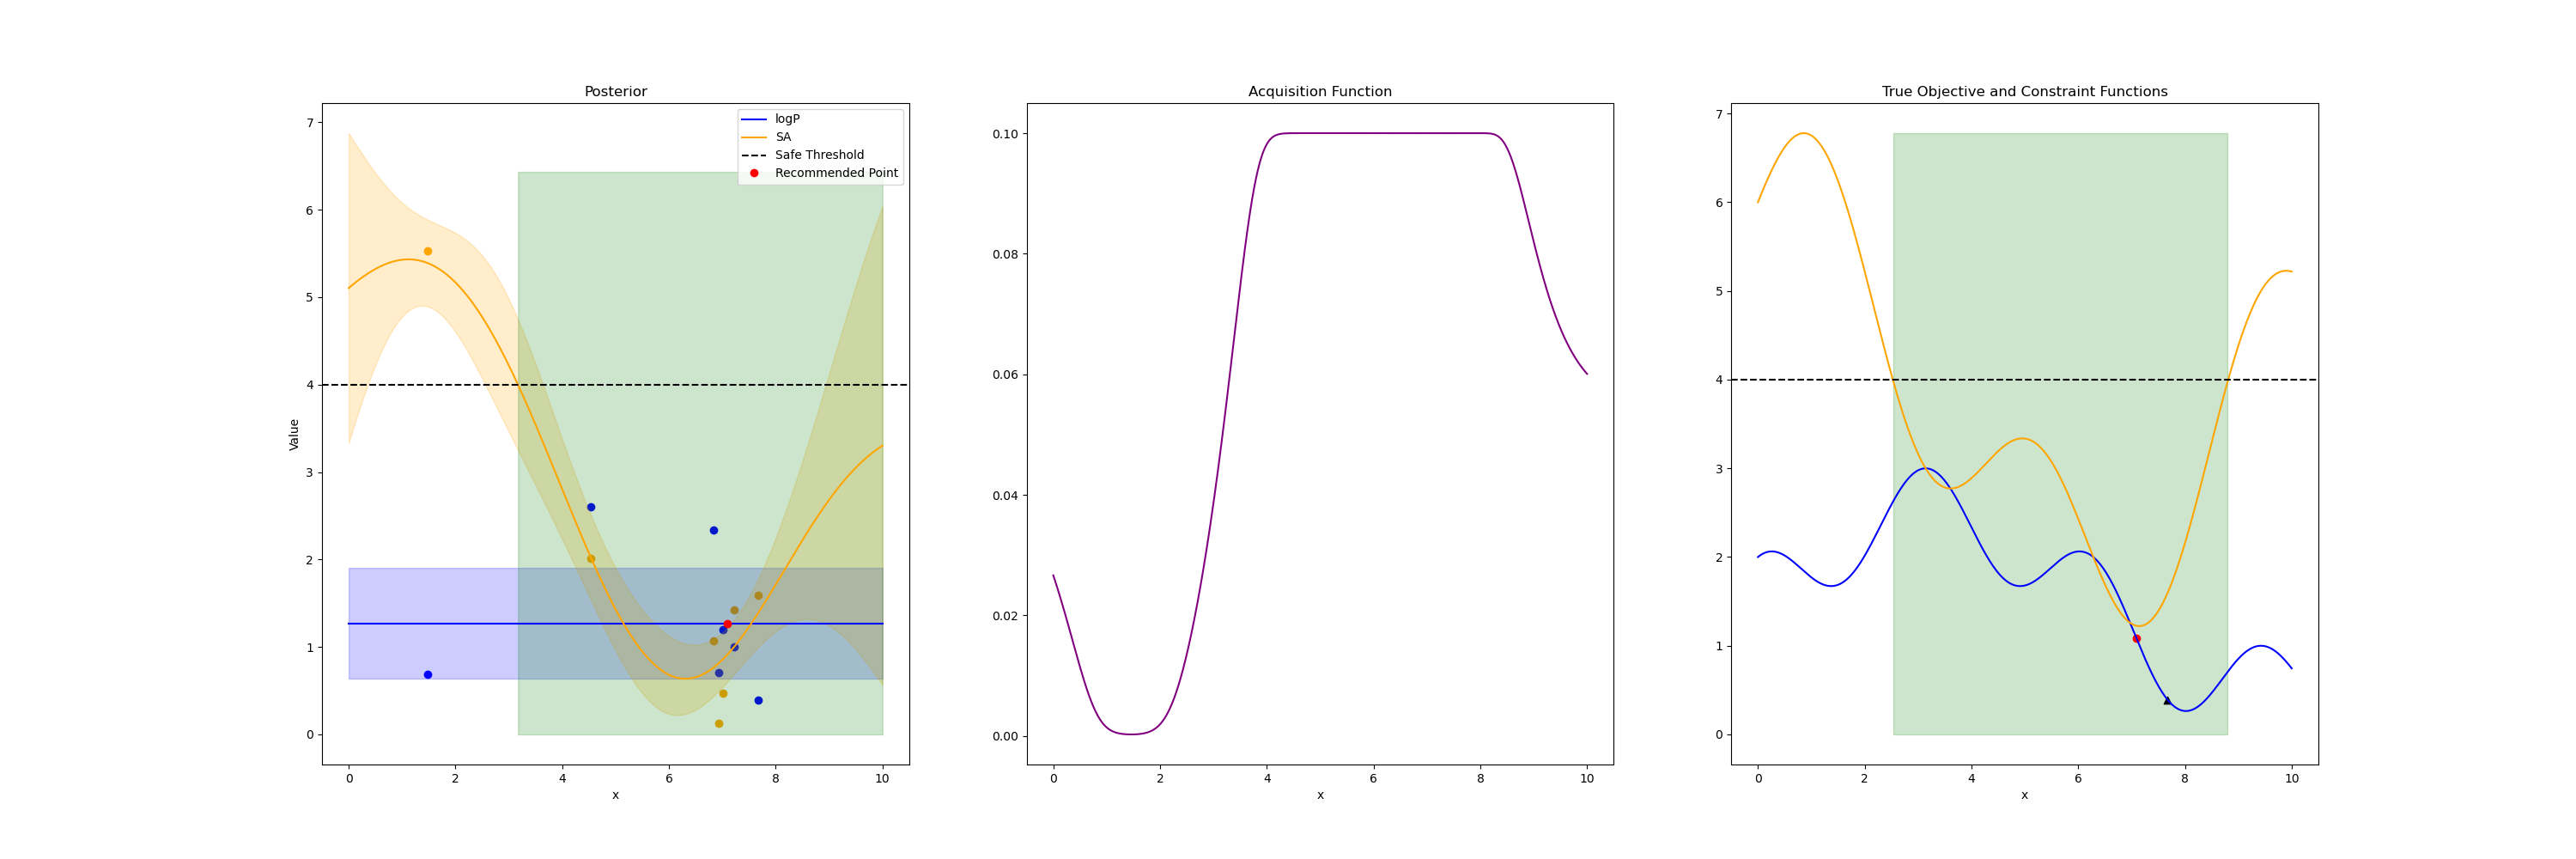 Posterior
7
6
5
4
3
2
1
0
Value
0 2 4 6 8 10
x
logP
SA
Safe Threshold
Recommended Point
Acquisition Function
0.10
0.08
0.06
0.04
0.02
0.00
0 2 4 6 8 10
x
True Objective and Constraint Functions
7
6
5
4
3
2
1
0
0 2 4 6 8 10
x